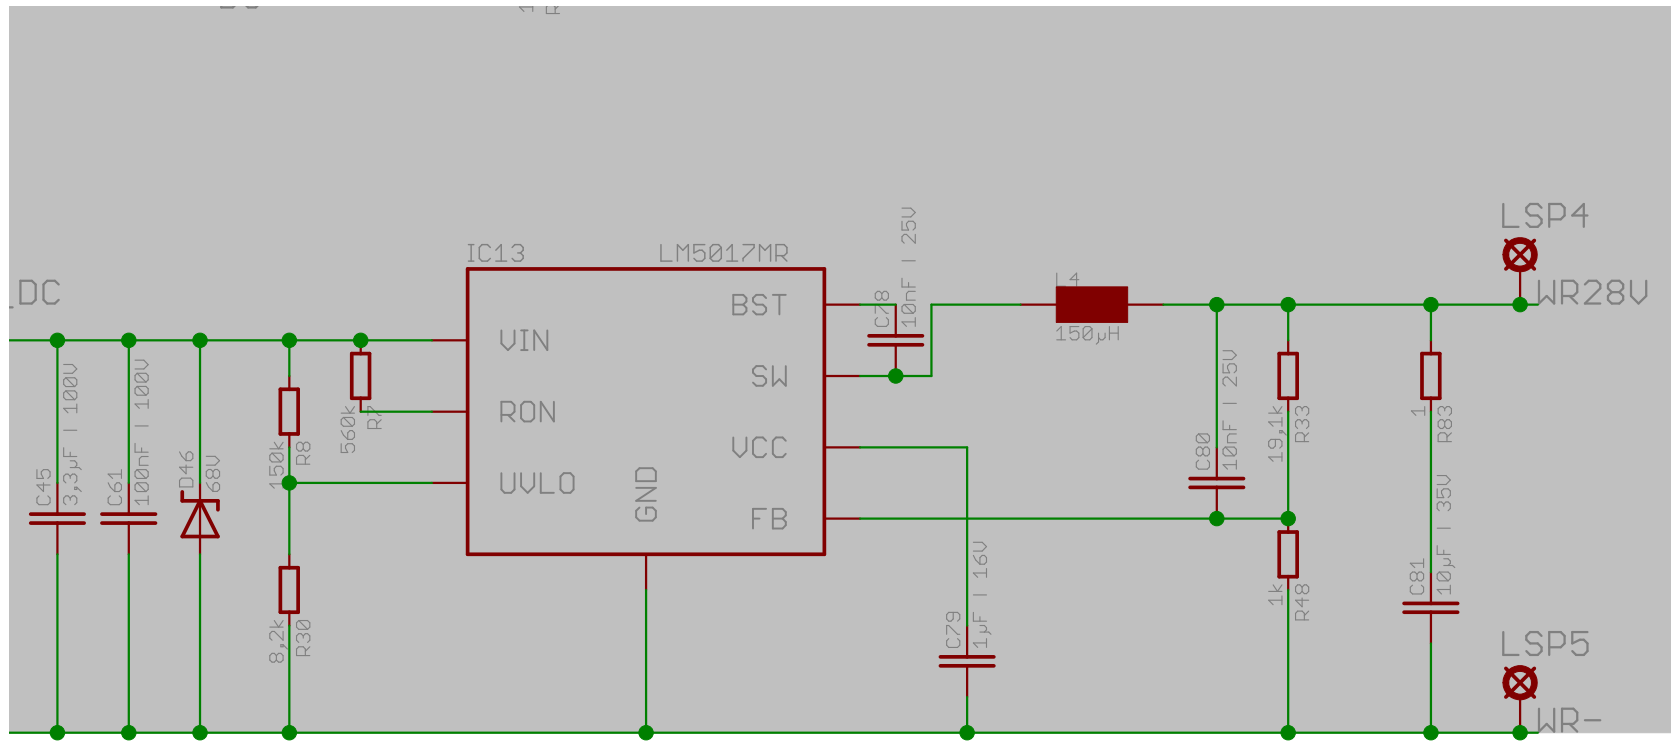 LSP4
IC13
LM5017MR
C78
10nF | 25V
L4
150µH
WR28V
_DC
BST
VIN
SW
RON
VCC
UVLO
GND
FB
C45
3,3µF | 100V
C61
100nF | 100V
D46
68V
150k
R8
560k
R7
8,2k
R30
C79
1µF | 16V
C80
10nF | 25V
19,1k
R33
1k
R48
1
R83
C81
10µF | 35V
LSP5
WR-